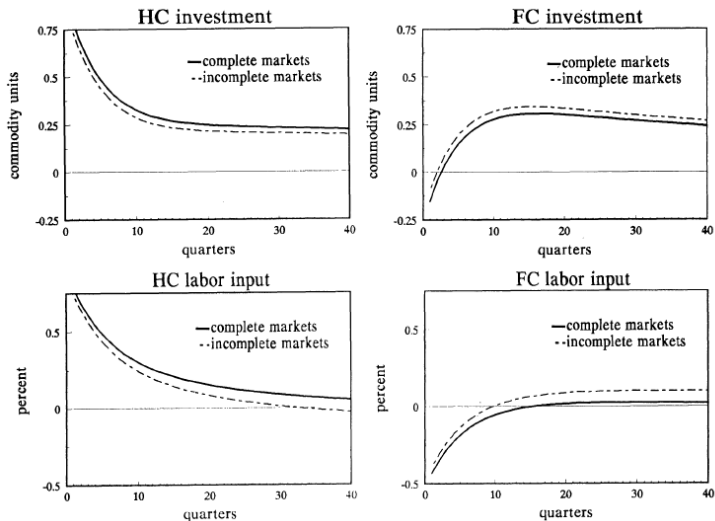 HC investment
FC investment
0.75
0.5
0.25
0
-0.25
commodity units
complete markets
incomplete markets
0 10 20 30 40
quarters
0.75
0.5
0.25
0
-0.25
commodity units
complete markets
incomplete markets
0 10 20 30 40
quarters
HC labor input
FC labor input
0.5
0
-0.5
percent
complete markets
incomplete markets
0 10 20 30 40
quarters
0.5
0
-0.5
percent
complete markets
incomplete markets
0 10 20 30 40
quarters